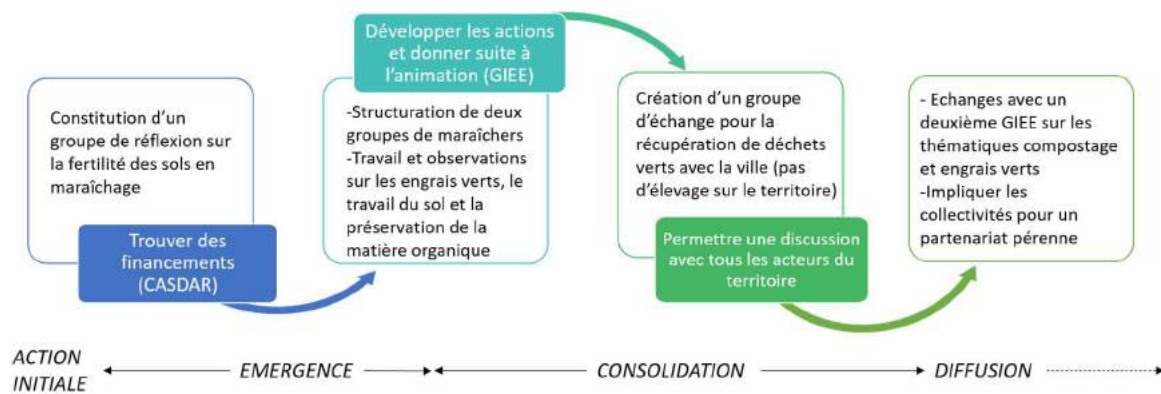 Constitution d'un
groupe de réflexion sur
la fertilité des sols en
maraîchage
Trouver des
financements
(CASDAR)
Développer les actions
et donner suite à
l'animation (GIEE)
-Structuration de deux
groupes de maraîchers
-Travail et observations
sur les engrais verts, le
travail du sol et la
préservation de la
matière organique
Création d'un groupe
d'échange pour la
récupération de déchets
verts avec la ville (pas
d'élevage sur le territoire)
Permettre une discussion
avec tous les acteurs du
territoire
- Echanges avec un
deuxième GIEE sur les
thématiques compostage
et engrais verts
-Impliquer les
collectivités pour un
partenariat pérenne
ACTION
INITIALE
EMERGENCE
CONSOLIDATION
DIFFUSION